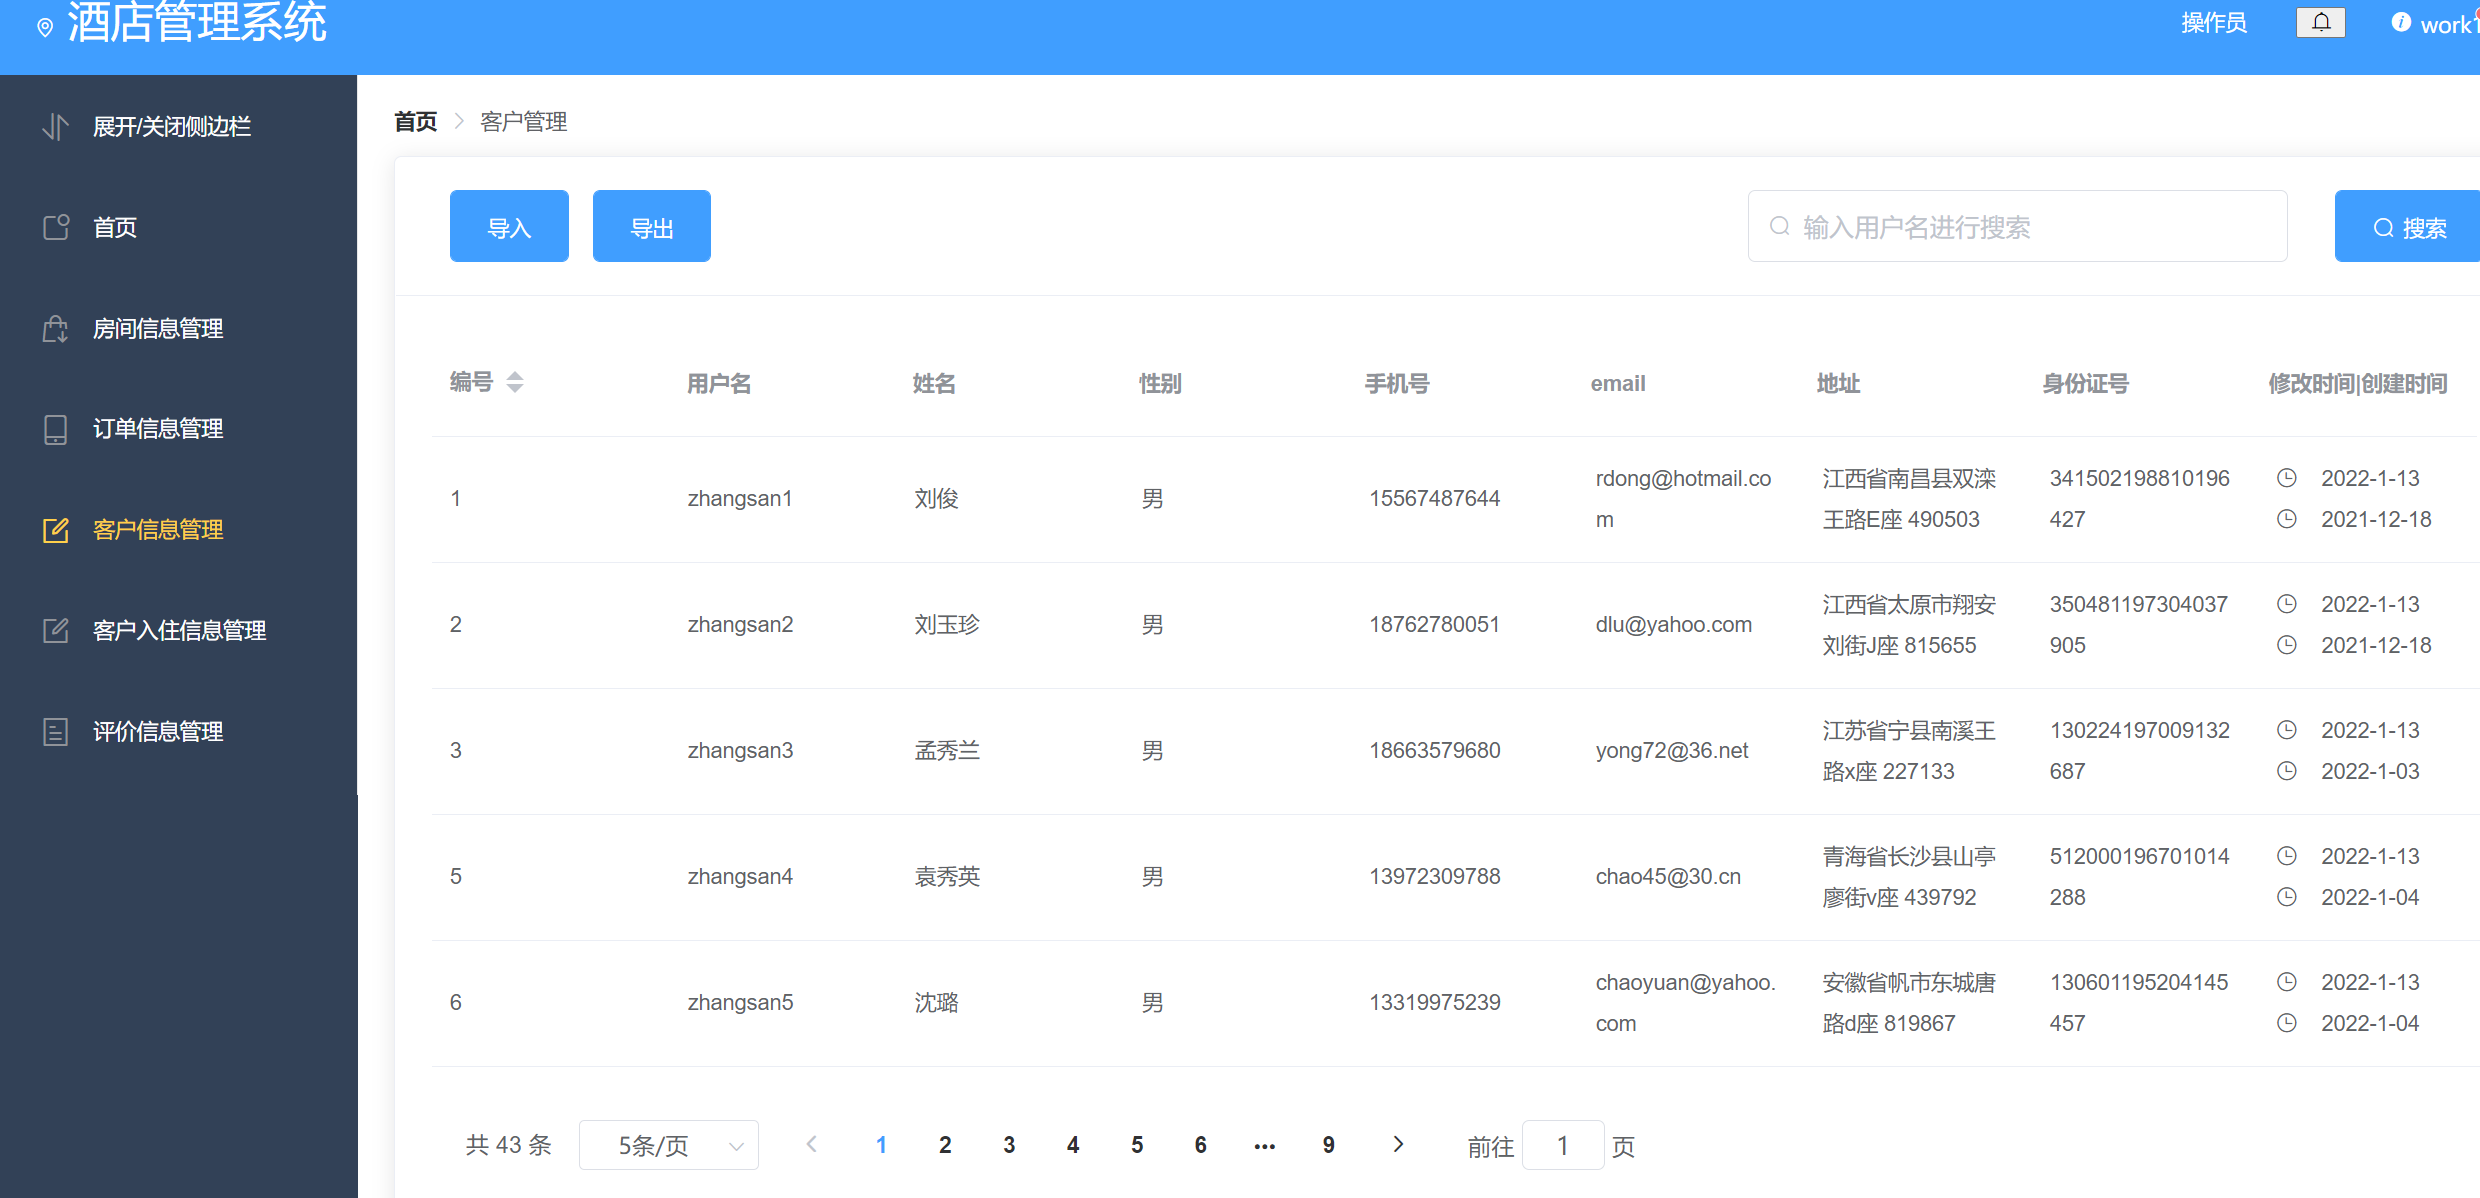 酒店管理系统
操作员
work1
展开/关闭侧边栏
首页
房间信息管理
订单信息管理
客户信息管理
客户入住信息管理
评价信息管理
首页 > 客户管理
导入 导出 输入用户名进行搜索 搜索
编号 用户名 姓名 性别 手机号 email 地址 身份证号 修改时间|创建时间
1 zhangsan1 刘俊 男 15567487644 rdong@hotmail.co 江西省南昌县双滦 341502198810196 2022-1-13
m 王路E座 490503 427 2021-12-18
2 zhangsan2 刘玉珍 男 18762780051 dlu@yahoo.com 江西省太原市翔安 350481197304037 2022-1-13
刘街J座 815655 905 2021-12-18
3 zhangsan3 孟秀兰 男 18663579680 yong72@36.net 江苏省宁县南溪王 130224197009132 2022-1-13
路x座 227133 687 2022-1-03
5 zhangsan4 袁秀英 男 13972309788 chao45@30.cn 青海省长沙县山亭 512000196701014 2022-1-13
廖街v座 439792 288 2022-1-04
6 zhangsan5 沈璐 男 13319975239 chaoyuan@yahoo. 安徽省帆市东城唐 130601195204145 2022-1-13
com 路d座 819867 457 2022-1-04
共 43 条 5条/页 1 2 3 4 5 6 ••• 9 前往 1 页